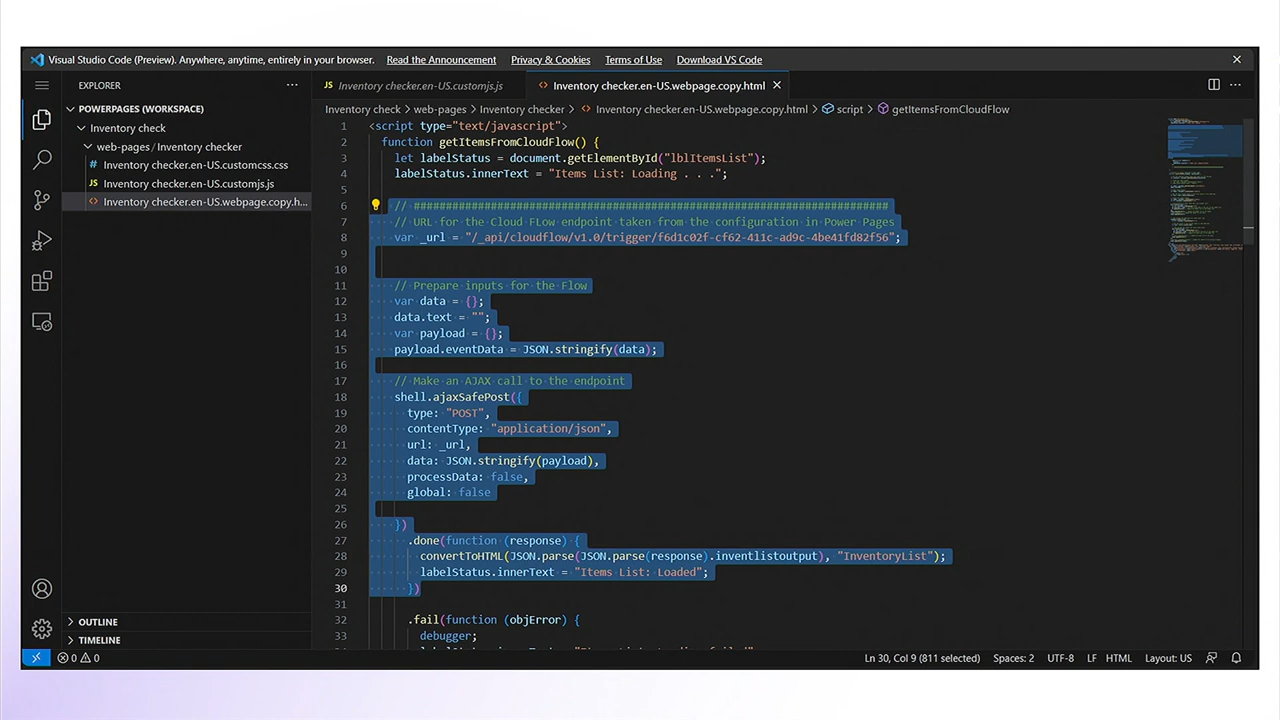 Visual Studio Code (Preview). Anywhere, anytime, entirely in your browser. Read the Announcement Privacy & Cookies Terms of Use Download VS Code
EXPLORER
POWERPAGES (WORKSPACE)
Inventory check
web-pages / Inventory checker
# Inventory checker.en-US.customcss.css
JS Inventory checker.en-US.customjs.js
<> Inventory checker.en-US.webpage.copy.h...
OUTLINE
TIMELINE
JS Inventory checker.en-US.customjs.js
<> Inventory checker.en-US.webpage.copy.html
Inventory check > web-pages > Inventory checker > <> Inventory checker.en-US.webpage.copy.html > script > getItemsFromCloudFlow
1 <script type="text/javascript">
2 function getItemsFromCloudFlow() {
3 let labelStatus = document.getElementById("lblItemsList");
4 labelStatus.innerText = "Items List: Loading . . .";
5
6 // ##########################################################################
7 // URL for the Cloud FLow endpoint taken from the configuration in Power Pages
8 var _url = "/_api/cloudflow/v1.0/trigger/f6d1c02f-cf62-411c-ad9c-4be41fd82f56";
9
10
11 // Prepare inputs for the Flow
12 var data = {};
13 data.text = "";
14 var payload = {};
15 payload.eventData = JSON.stringify(data);
16
17 // Make an AJAX call to the endpoint
18 shell.ajaxSafePost({
19 type: "POST",
20 contentType: "application/json",
21 url: _url,
22 data: JSON.stringify(payload),
23 processData: false,
24 global: false
25
26 })
27 .done(function (response) {
28 convertToHTML(JSON.parse(JSON.parse(response).inventlistoutput), "InventoryList");
29 labelStatus.innerText = "Items List: Loaded";
30 })
31
32 .fail(function (objError) {
33 debugger;
0 0
Ln 30, Col 9 (811 selected) Spaces: 2 UTF-8 LF HTML Layout: US